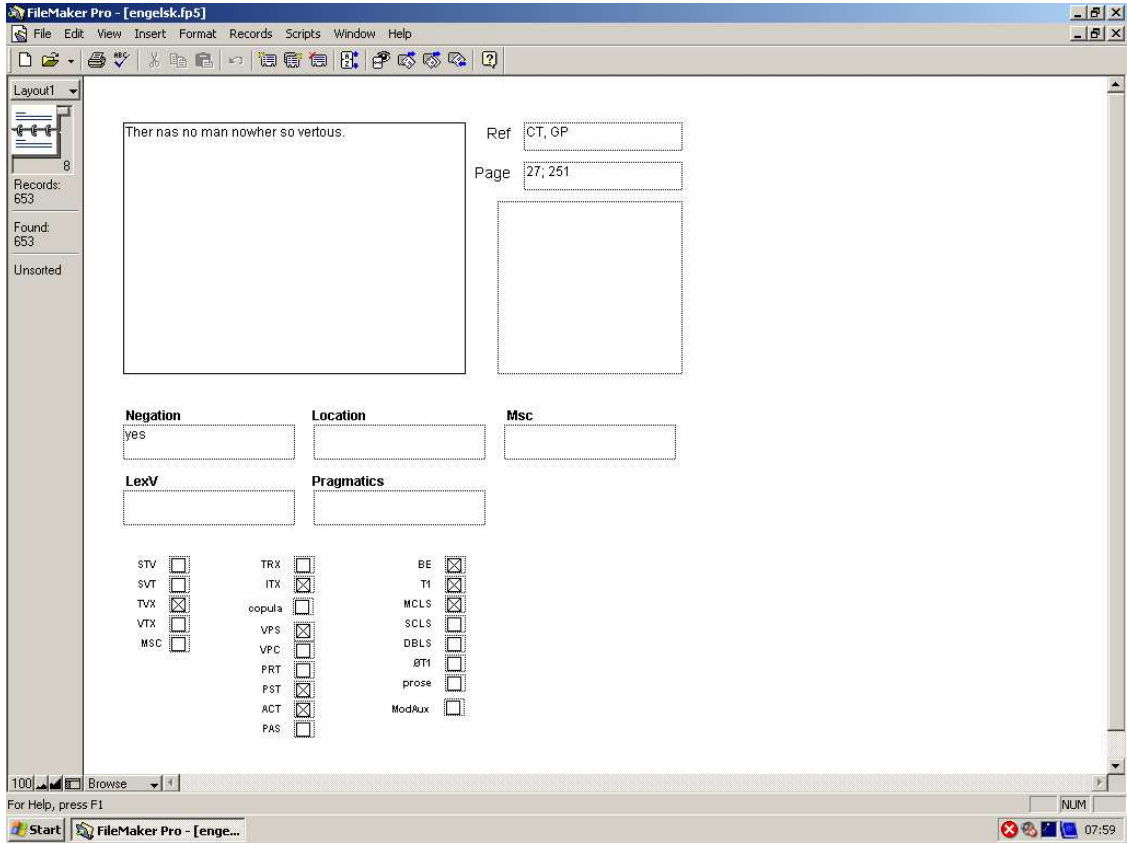 FileMaker Pro - [engelsk.fp5]
File Edit View Insert Format Records Scripts Window Help
ABC
Layout1
8
Records:
653
Found:
653
Unsorted
Ther nas no man nowher so vertous.
Ref CT, GP
Page 27; 251
Negation Location Msc
yes
LexV Pragmatics
STV TRX BE
SVT ITX T1
TVX copula MCLS
VTX VPS SCLS
MSC VPC DBLS
PRT ØT1
PST prose
ACT ModAux
PAS
100 Browse
For Help, press F1 NUM
Start FileMaker Pro - [enge... 07:59